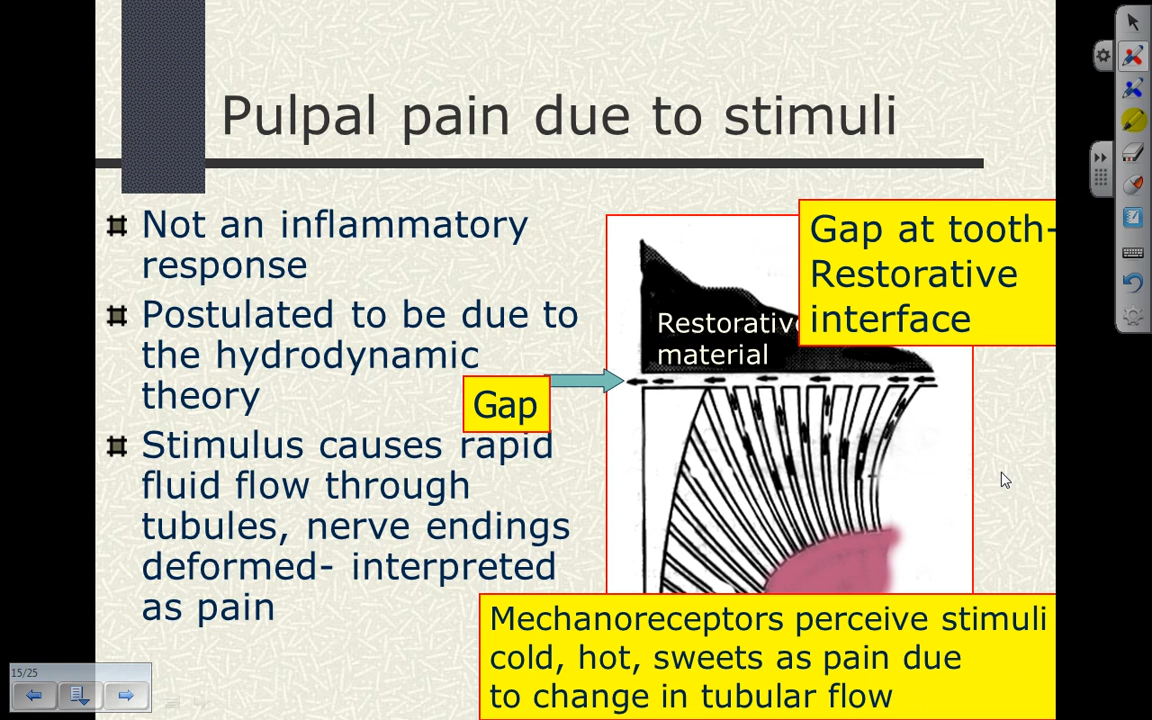 Pulpal pain due to stimuli
Not an inflammatory
response
Postulated to be due to
the hydrodynamic
theory
Stimulus causes rapid
fluid flow through
tubules, nerve endings
deformed- interpreted
as pain
Gap
Gap at tooth-
Restorative
interface
Restorative
material
Mechanoreceptors perceive stimuli
cold, hot, sweets as pain due
to change in tubular flow
15/25